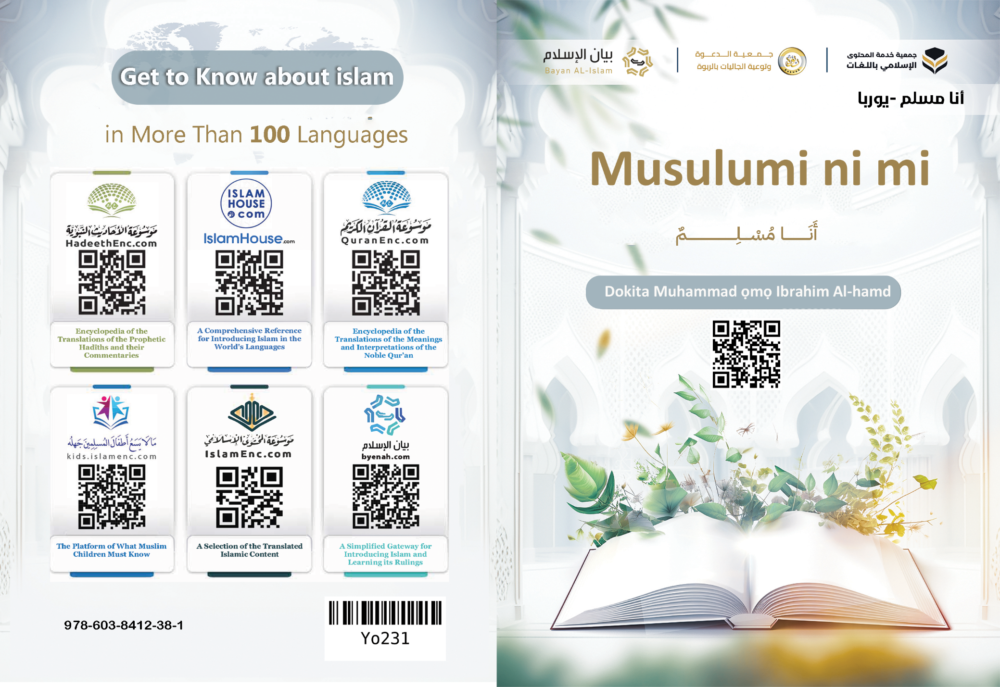 Get to Know about islam
in More Than 100 Languages
موسوعة الأحاديث النبوية
HadeethEnc.com
Encyclopedia of the
Translations of the Prophetic
Hadīths and their
Commentaries
ISLAM
HOUSE
com
IslamHouse.com
A Comprehensive Reference
for Introducing Islam in the
World's Languages
موسوعة القرآن الكريم
QuranEnc.com
Encyclopedia of the
Translations of the Meanings
and Interpretations of the
Noble Qur'an
ما لا يسع أطفال المسلمين جهله
kids.islamenc.com
The Platform of What Muslim
Children Must Know
موسوعة المحتوى الإسلامي
IslamEnc.com
A Selection of the Translated
Islamic Content
بيان الإسلام
byenah.com
A Simplified Gateway for
Introducing Islam and
Learning its Rulings
978-603-8412-38-1
Yo231
جمعية خدمة المحتوى
الإسلامي باللغات
جمعية الدعوة
وتوعية الجاليات بالربوة
بيان الإسلام
Bayan AL-Islam
أنا مسلم -يوربا
Musulumi ni mi
أَنَا مُسْلِمٌ
Dokita Muhammad ọmọ Ibrahim Al-hamd